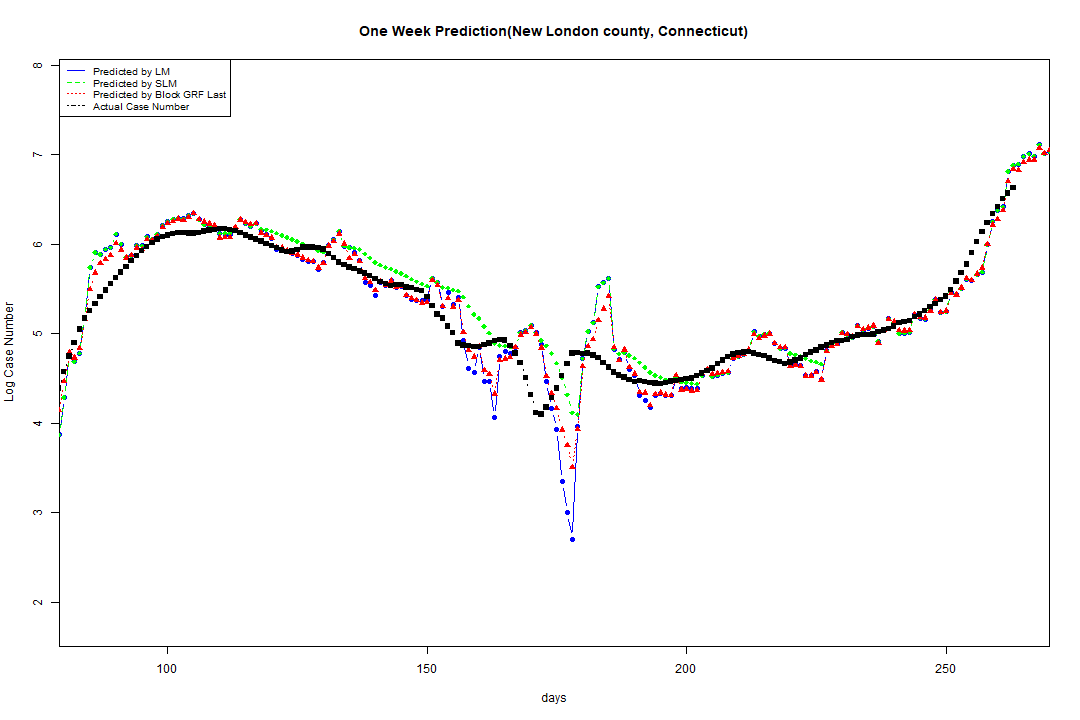 One Week Prediction(New London county, Connecticut)
Predicted by LM
Predicted by SLM
Predicted by Block GRF Last
Actual Case Number
8
7
6
5
4
3
2
Log Case Number
100 150 200 250
days